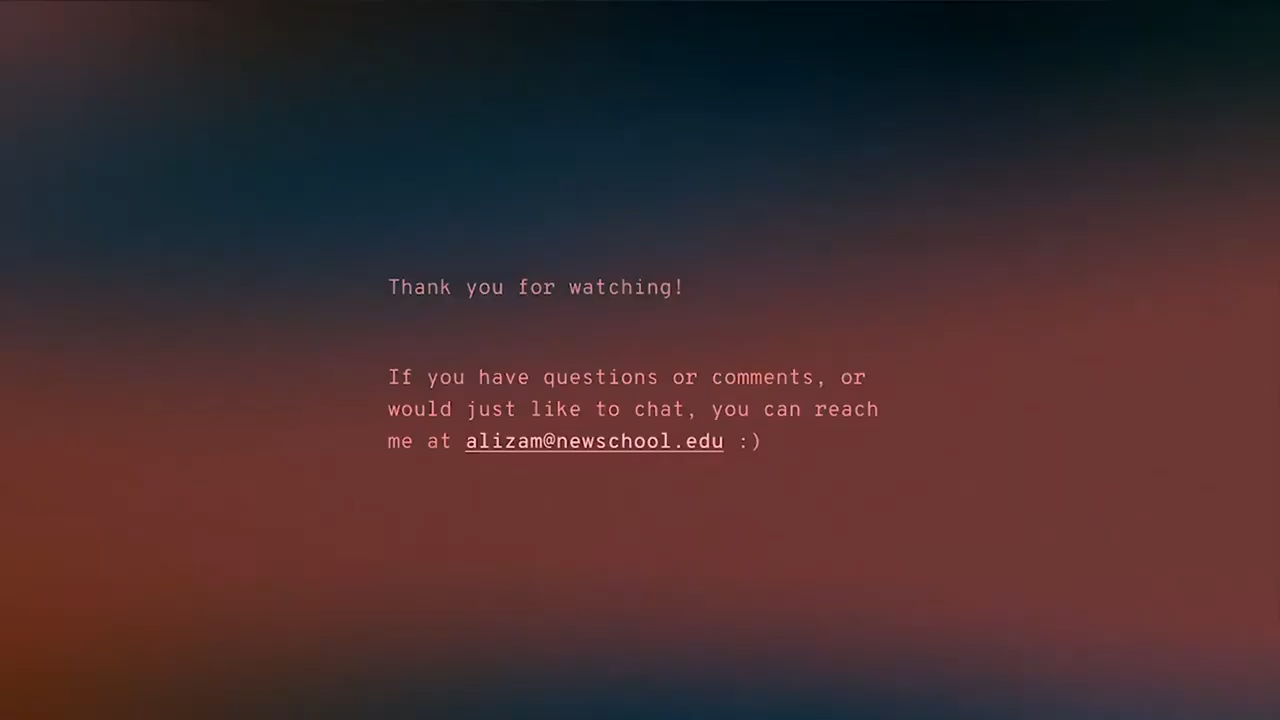 Thank you for watching!
If you have questions or comments, or
would just like to chat, you can reach
me at alizam@newschool.edu :)